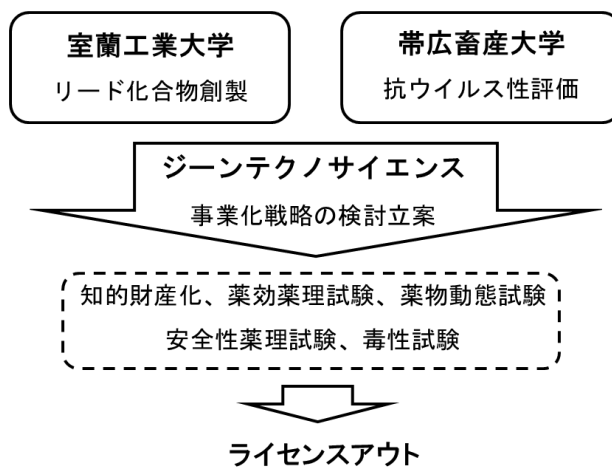 室蘭工業大学
リード化合物創製
帯広畜産大学
抗ウイルス性評価
ジーンテクノサイエンス
事業化戦略の検討立案
知的財産化、薬効薬理試験、薬物動態試験
安全性薬理試験、毒性試験
ライセンスアウト